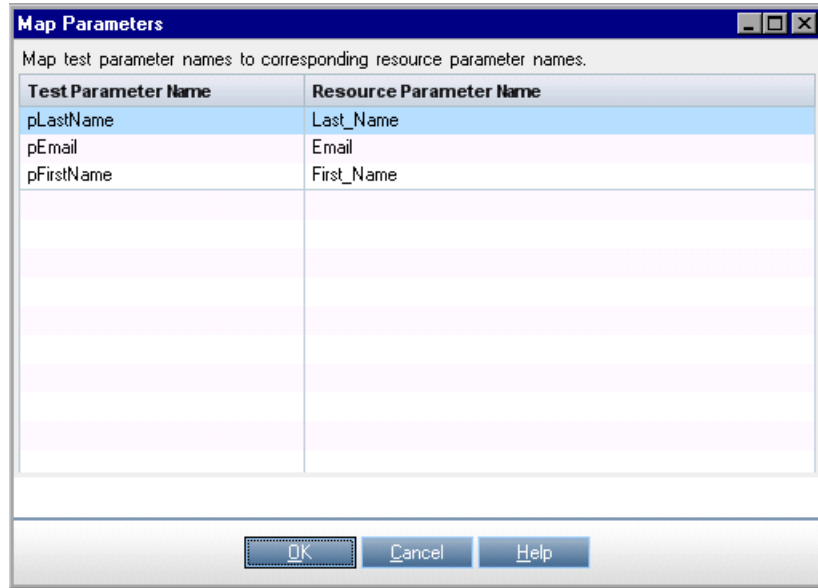 Map Parameters
Map test parameter names to corresponding resource parameter names.
Test Parameter Name Resource Parameter Name
pLastName Last_Name
pEmail Email
pFirstName First_Name
OK Cancel Help